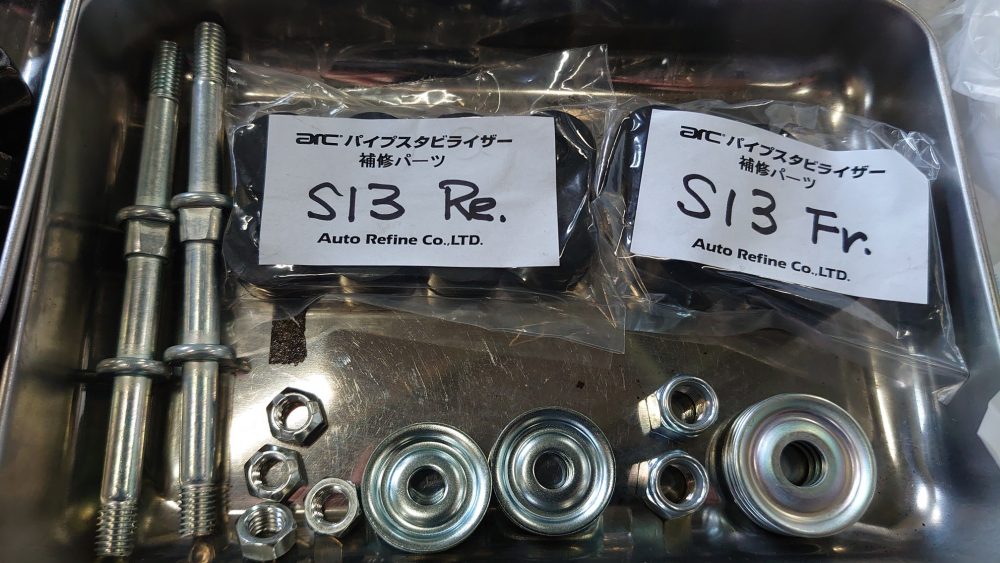 arc パイプスタビライザー
補修パーツ
S13 Re.
Auto Refine Co.,LTD.
arc パイプスタビライザー
補修パーツ
S13 Fr.
Auto Refine Co.,LTD.